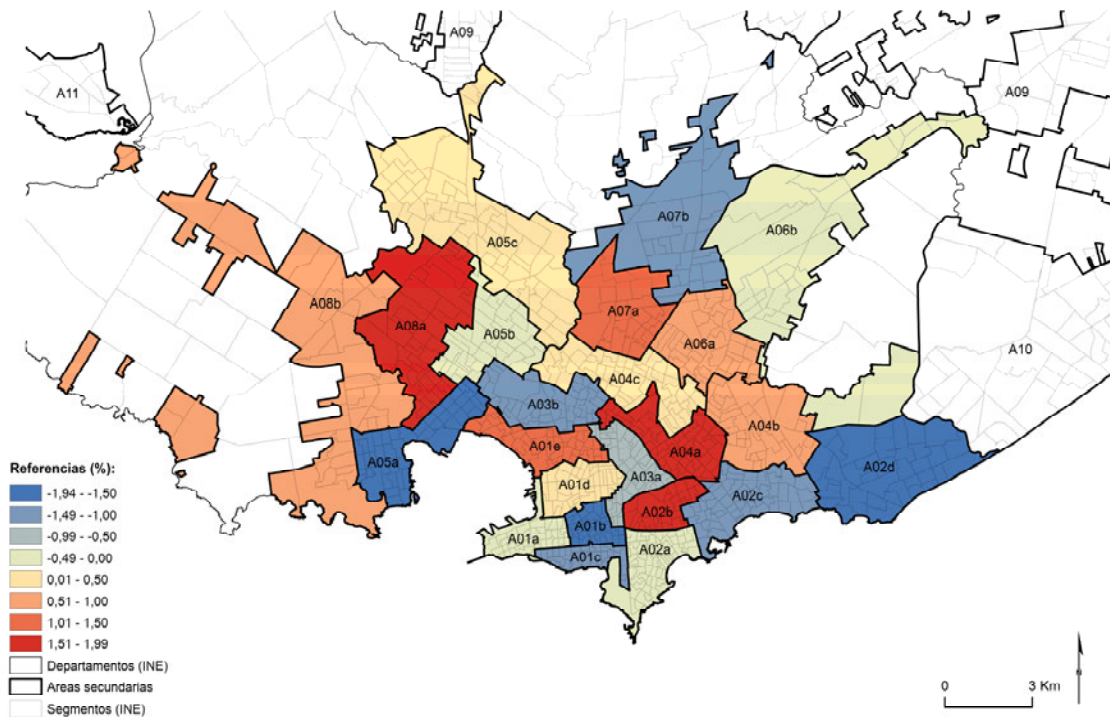 A09
A11
A09
A07b
A06b
A05c
A08b
A07a
A08a
A05b
A06a
A10
A04c
A03b
A04b
A01e
A04a
A05a
A03a
A02d
A01d
A02c
A02b
A01b
A01a
A02a
A01c
Referencias (%):
-1,94 - -1,50
-1,49 - -1,00
-0,99 - -0,50
-0,49 - 0,00
0,01 - 0,50
0,51 - 1,00
1,01 - 1,50
1,51 - 1,99
Departamentos (INE)
Areas secundarias
Segmentos (INE)
0 3 Km